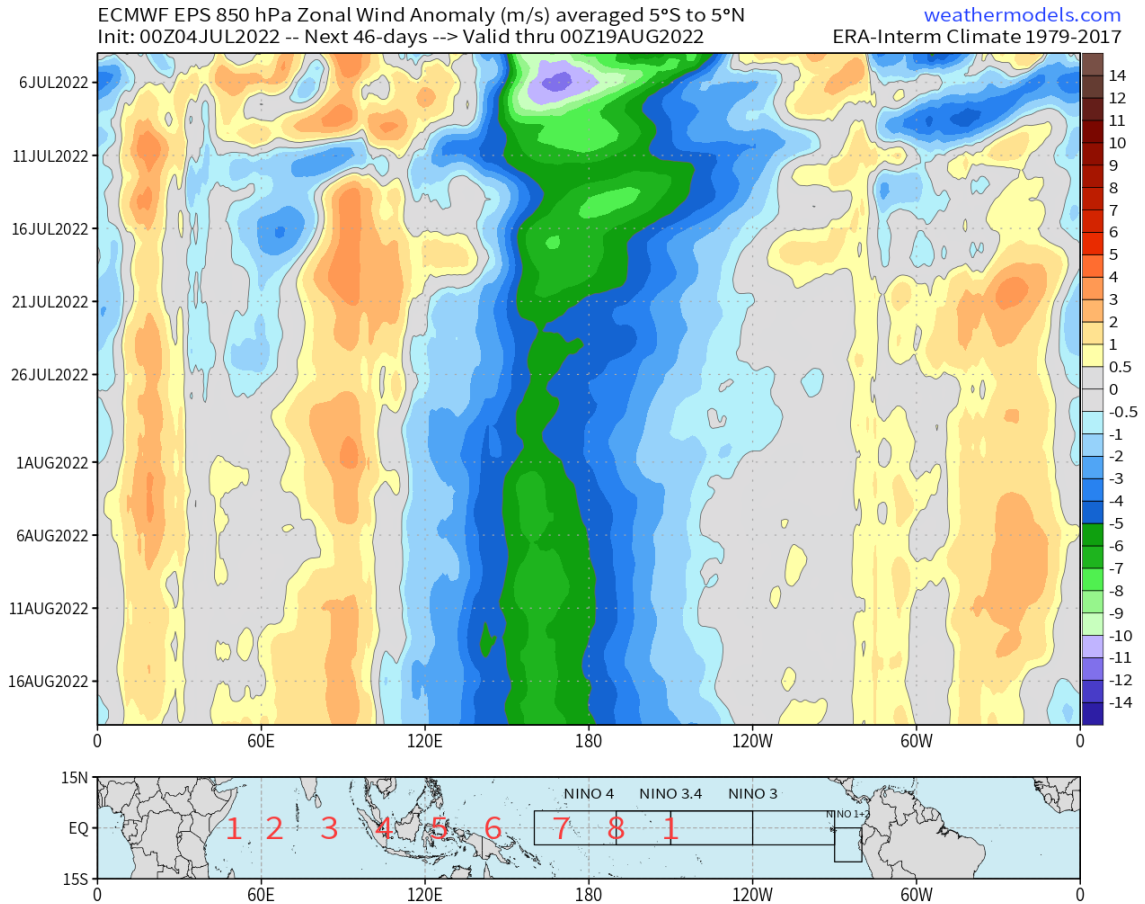 ECMWF EPS 850 hPa Zonal Wind Anomaly (m/s) averaged 5°S to 5°N
weathermodels.com
Init: 00Z04JUL2022 -- Next 46-days --> Valid thru 00Z19AUG2022
ERA-Interm Climate 1979-2017
6JUL2022
11JUL2022
16JUL2022
21JUL2022
26JUL2022
1AUG2022
6AUG2022
11AUG2022
16AUG2022
0 60E 120E 180 120W 60W 0
14
12
11
10
9
8
7
6
5
4
3
2
1
0.5
0
-0.5
-1
-2
-3
-4
-5
-6
-7
-8
-9
-10
-11
-12
-14
15N
EQ
15S
NINO 4 NINO 3.4 NINO 3
NINO 1+2
1 2 3 4 5 6 7 8 1
0 60E 120E 180 120W 60W 0